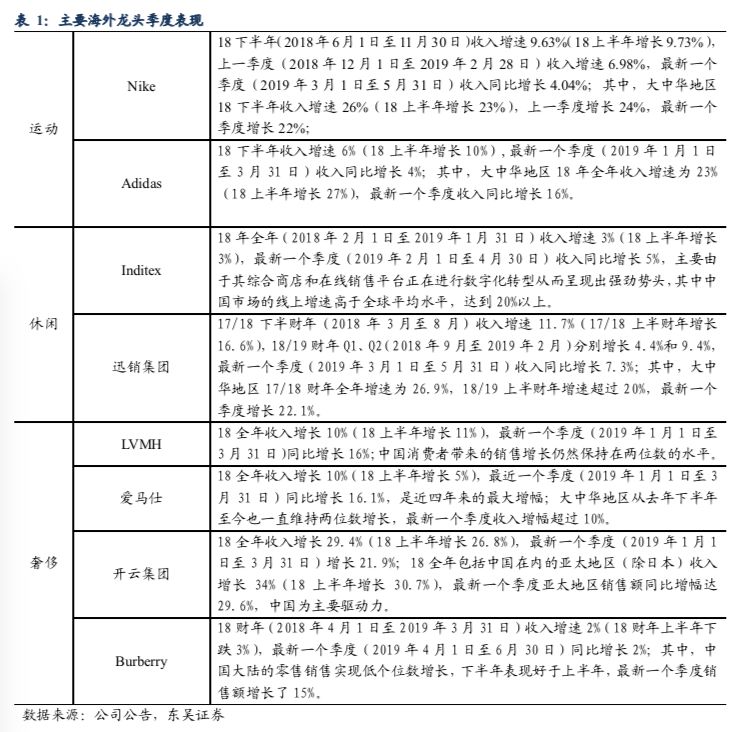 表 1：主要海外龙头季度表现
运动
Nike
18 下半年(2018 年 6 月 1 日至 11 月 30 日)收入增速 9.63%(18 上半年增长 9.73%)，
上一季度（2018 年 12 月 1 日至 2019 年 2 月 28 日）收入增速 6.98%，最新一个
季度（2019 年 3 月 1 日至 5 月 31 日）收入同比增长 4.04%；其中，大中华地区
18 下半年收入增速 26%（18 上半年增长 23%），上一季度增长 24%，最新一个
季度增长 22%;
Adidas
18 下半年收入增速 6%（18 上半年增长 10%）,最新一个季度（2019 年 1 月 1 日
至 3 月 31 日）收入同比增长 4%；其中，大中华地区 18 年全年收入增速为 23%
（18 上半年增长 27%），最新一个季度收入同比增长 16%。
休闲
Inditex
18 年全年（2018 年 2 月 1 日至 2019 年 1 月 31 日）收入增速 3%(18 上半年增长
3%），最新一个季度（2019 年 2 月 1 日至 4 月 30 日）收入同比增长 5%，主要由
于其综合商店和在线销售平台正在进行数字化转型从而呈现出强劲势头,其中中
国市场的线上增速高于全球平均水平，达到 20%以上。
迅销集团
17/18 下半财年（2018 年 3月至 8 月）收入增速 11.7%（17/18 上半财年增长
16.6%），18/19 财年 Q1、Q2(2018 年 9月至 2019 年 2 月)分别增长 4.4%和 9.4%，
最新一个季度（2019 年 3 月 1 日至 5 月 31 日）收入同比增长 7.3%；其中，大中
华地区 17/18 财年全年增速为 26.9%，18/19 上半财年增速超过 20%，最新一个
季度增长 22.1%。
奢侈
LVMH
18 全年收入增长 10%（18 上半年增长 11%），最新一个季度（2019 年 1 月 1 日至
3 月 31 日)同比增长 16%;中国消费者带来的销售增长仍然保持在两位数的水平。
爱马仕
18 全年收入增长 10%(18 上半年增长 5%），最近一个季度（2019 年 1 月 1 日至 3
月 31 日）同比增长 16.1%，是近四年来的最大增幅；大中华地区从去年下半年
至今也一直维持两位数增长，最新一个季度收入增幅超过 10%。
开云集团
18 全年收入增长 29.4%（18 上半年增长 26.8%），最新一个季度（2019 年 1 月 1
日至 3 月 31 日）增长 21.9%；18 全年包括中国在内的亚太地区（除日本）收入
增长 34%（18 上半年增长 30.7%），最新一个季度亚太地区销售额同比增幅达
29.6%，中国为主要驱动力。
Burberry
18 财年（2018 年 4 月 1 日至 2019 年 3 月 31 日）收入增速 2%(18 财年上半年下
跌 3%），最新一个季度（2019 年 4 月 1 日至 6 月 30 日）同比增长 2%；其中，中
国大陆的零售销售实现低个位数增长，下半年表现好于上半年，最新一个季度销
售额增长了 15%。
数据来源：公司公告，东吴证券